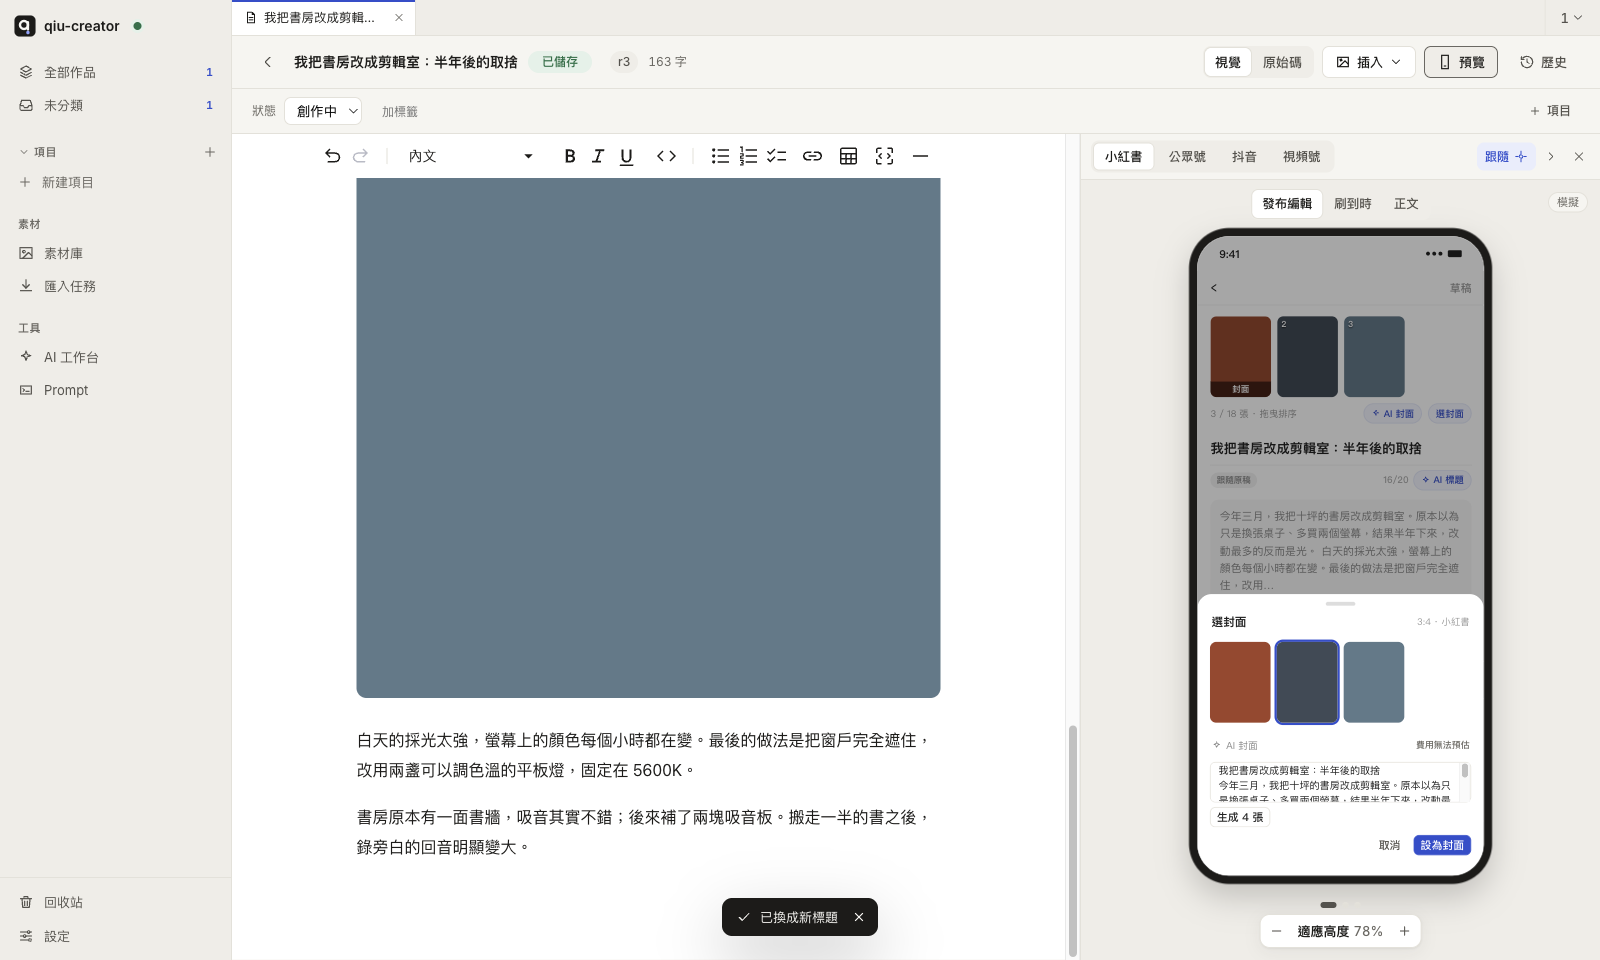 qiu-creator
全部作品 1
未分類 1
項目
新建項目
素材
素材庫
匯入任務
工具
AI 工作台
Prompt
回收站
設定
我把書房改成剪輯...
1
我把書房改成剪輯室：半年後的取捨 已儲存 r3 163 字
視覺 原始碼 插入 預覽 歷史
狀態 創作中 加標籤
項目
內文
白天的採光太強，螢幕上的顏色每個小時都在變。最後的做法是把窗戶完全遮住，
改用兩盞可以調色溫的平板燈，固定在 5600K。
書房原本有一面書牆，吸音其實不錯；後來補了兩塊吸音板。搬走一半的書之後，
錄旁白的回音明顯變大。
已換成新標題
小紅書 公眾號 抖音 視頻號 跟隨
發布編輯 刷到時 正文 模擬
9:41
草稿
2 3
封面
3 / 18 張 · 拖曳排序 AI 封面 選封面
我把書房改成剪輯室：半年後的取捨
跟隨原稿 16/20 AI 標題
今年三月，我把十坪的書房改成剪輯室。原本以為
只是換張桌子、多買兩個螢幕，結果半年下來，改
動最多的反而是光。 白天的採光太強，螢幕上的
顏色每個小時都在變。最後的做法是把窗戶完全遮
住，改用...
選封面 3:4 · 小紅書
AI 封面 費用無法預估
我把書房改成剪輯室：半年後的取捨
今年三月，我把十坪的書房改成剪輯室。原本以為只
是換張桌子、多買兩個螢幕，結果半年下來，改動最
生成 4 張
取消 設為封面
適應高度 78%